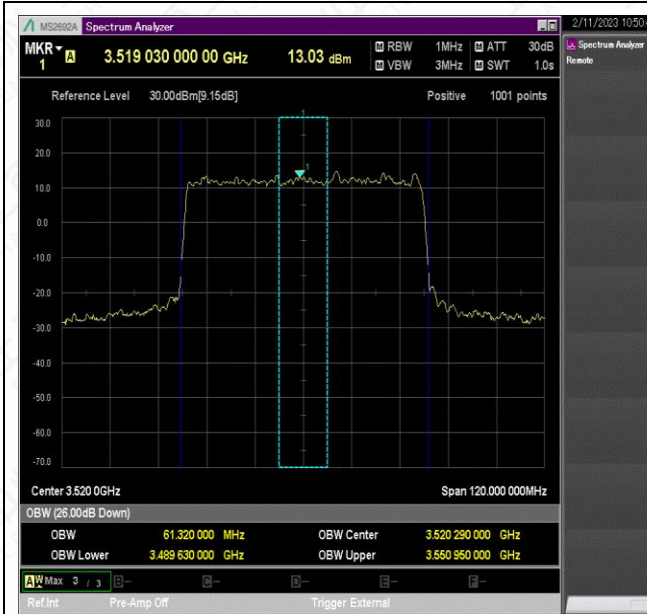 MS2692A Spectrum Analyzer
2/11/2023 10:50:
MKR 1 A 3.519 030 000 00 GHz 13.03 dBm M RBW 1MHz M ATT 30dB
M VBW 3MHz M SWT 1.0s
Spectrum Analyzer
Remote
Reference Level 30.00dBm[9.15dB] Positive 1001 points
30.0
1
20.0
10.0
0.0
-10.0
-20.0
-30.0
-40.0
-50.0
-60.0
-70.0
Center 3.520 0GHz Span 120.000 000MHz
OBW (26.00dB Down)
OBW 61.320 000 MHz OBW Center 3.520 290 000 GHz
OBW Lower 3.489 630 000 GHz OBW Upper 3.550 950 000 GHz
A W Max 3 / 3 B- C- D- E- F-
Ref.Int Pre-Amp Off Trigger External